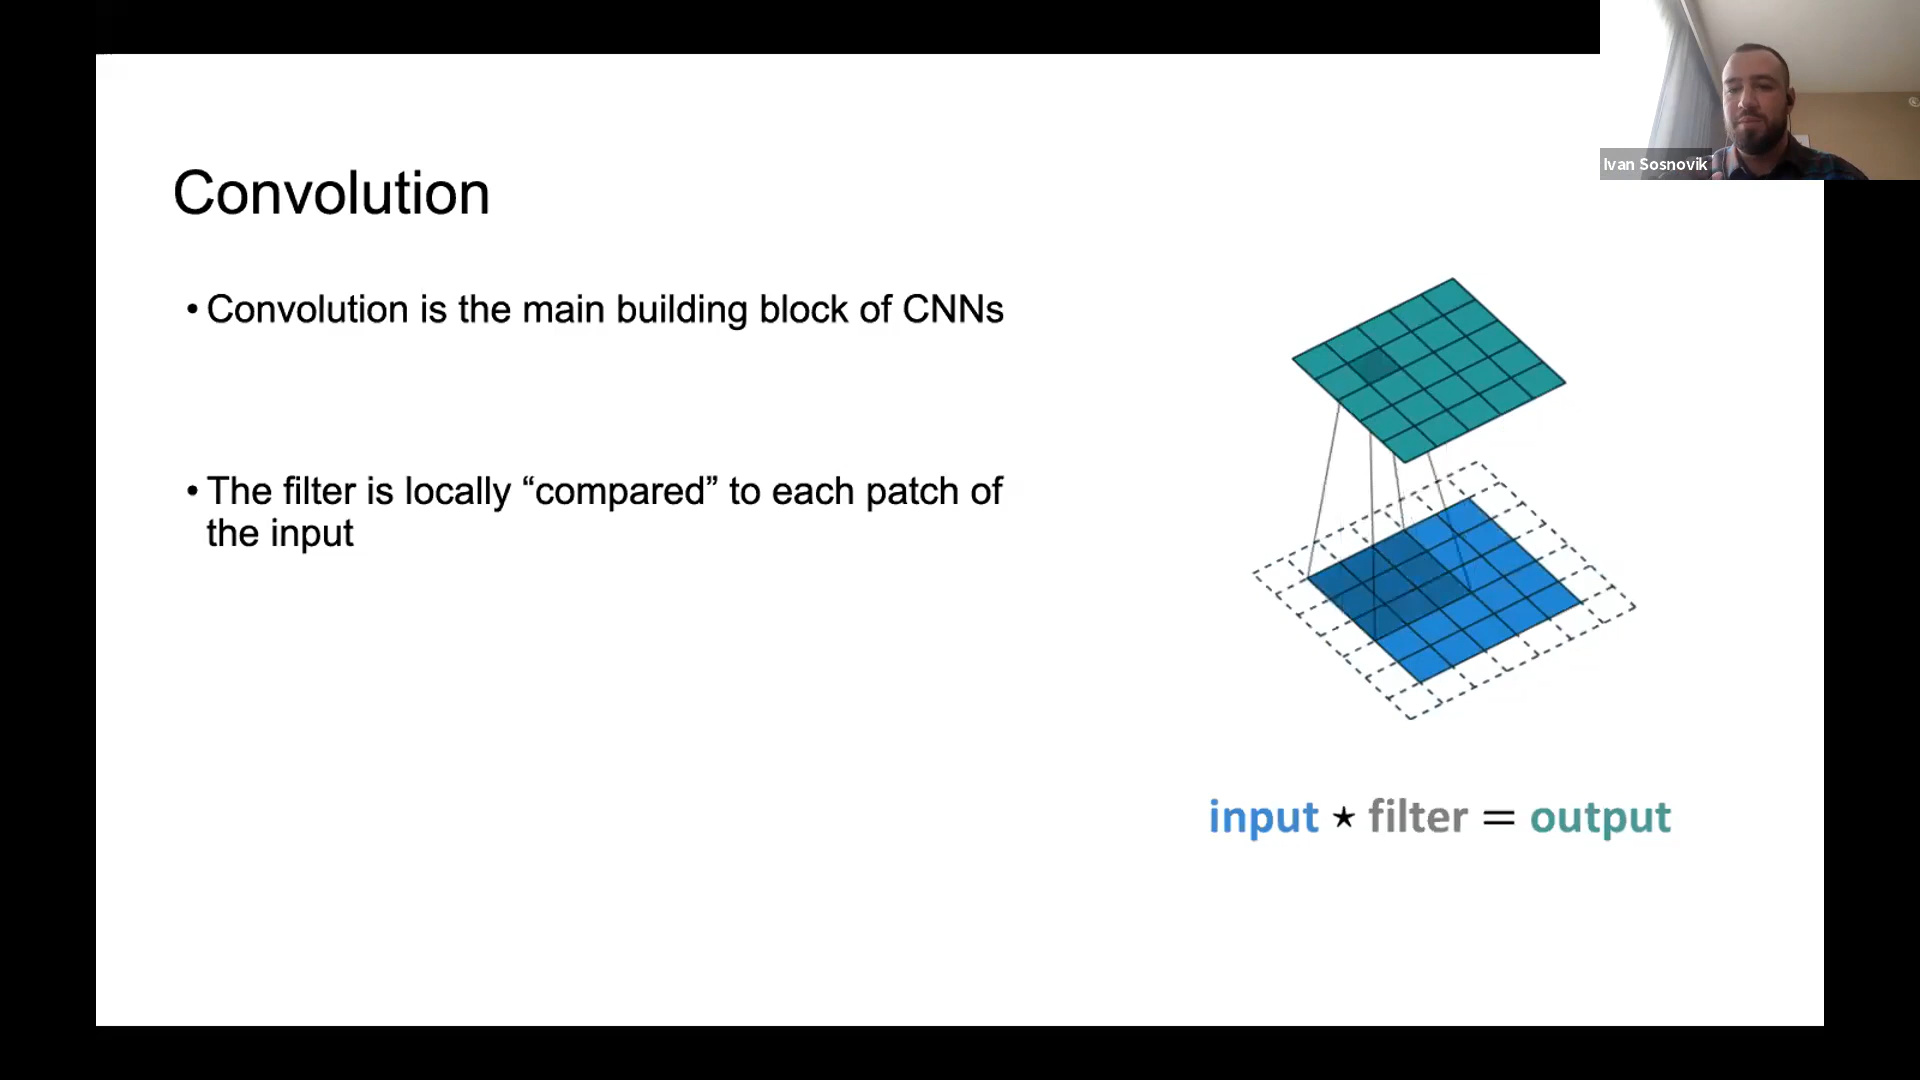 Ivan Sosnovik
Convolution
• Convolution is the main building block of CNNs
• The filter is locally “compared” to each patch of
the input
input ⋆ filter = output